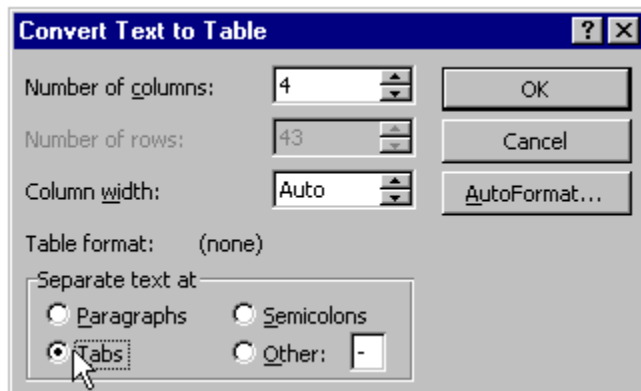 Convert Text to Table
Number of columns: 4 OK
Number of rows: 43 Cancel
Column width: Auto AutoFormat...
Table format: (none)
Separate text at
Paragraphs Semicolons
Tabs Other: -